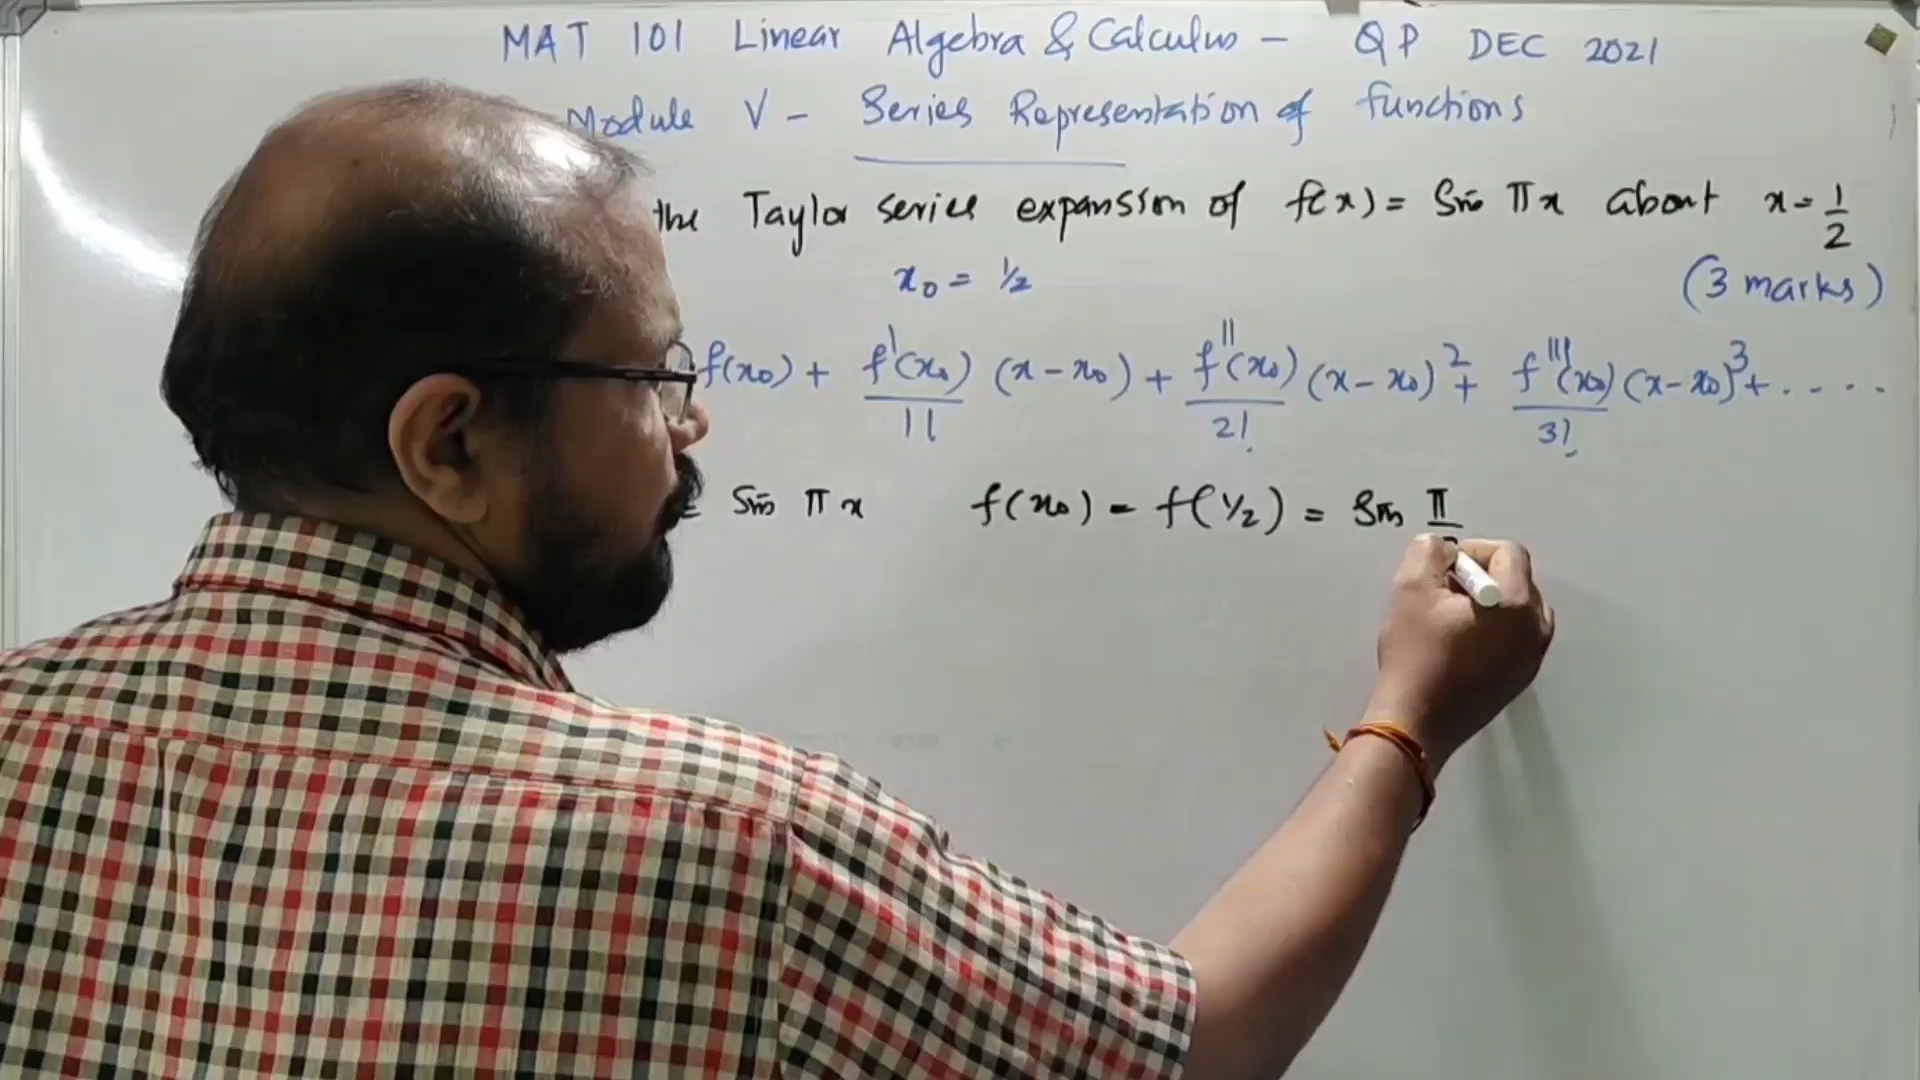 MAT 101 Linear Algebra & Calculus - QP DEC 2021
Module V - Series Representation of functions
the Taylor series expansion of f(x) = Sin πx about x = 1/2
x₀ = 1/2
(3 marks)
f(x₀) + f'(x₀)/1! (x - x₀) + f''(x₀)/2! (x - x₀)² + f'''(x₀)/3! (x - x₀)³ + ....
= Sin πx f(x₀) = f(1/2) = Sin π